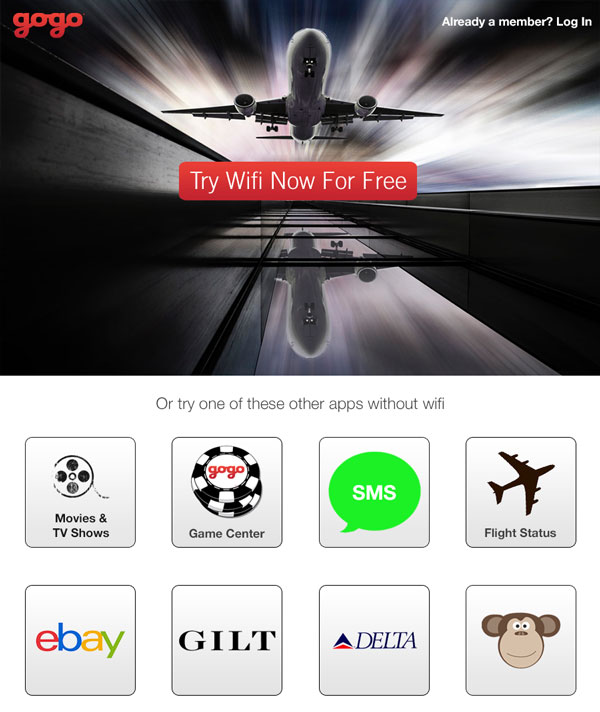 gogo
Already a member? Log In
Try Wifi Now For Free
Or try one of these other apps without wifi
Movies &
TV Shows
gogo
Game Center
SMS
Flight Status
ebay
GILT
DELTA